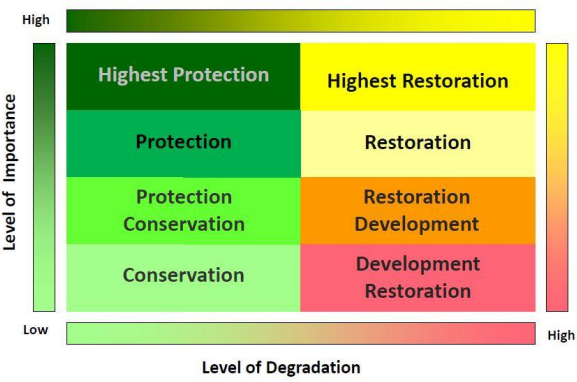 High
Highest Protection
Highest Restoration
Protection
Restoration
Protection
Conservation
Restoration
Development
Conservation
Development
Restoration
Level of Importance
Low
High
Level of Degradation